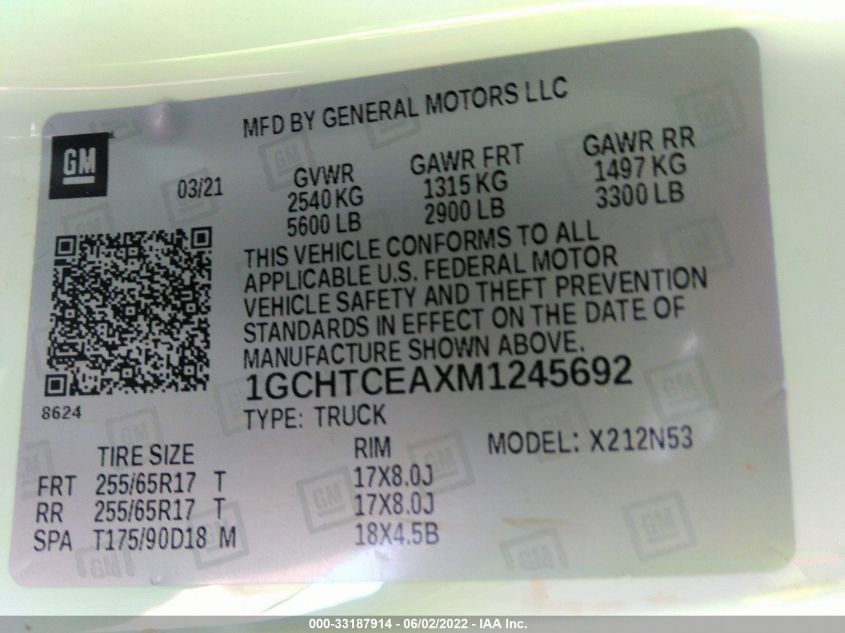 MFD BY GENERAL MOTORS LLC
GM
03/21
GVWR GAWR FRT GAWR RR
2540 KG 1315 KG 1497 KG
5600 LB 2900 LB 3300 LB
THIS VEHICLE CONFORMS TO ALL
APPLICABLE U.S. FEDERAL MOTOR
VEHICLE SAFETY AND THEFT PREVENTION
STANDARDS IN EFFECT ON THE DATE OF
MANUFACTURE SHOWN ABOVE.
1GCHTCEAXM1245692
8624
TYPE: TRUCK
TIRE SIZE RIM MODEL: X212N53
FRT 255/65R17 T 17X8.0J
RR 255/65R17 T 17X8.0J
SPA T175/90D18 M 18X4.5B
000-33187914 - 06/02/2022 - IAA Inc.